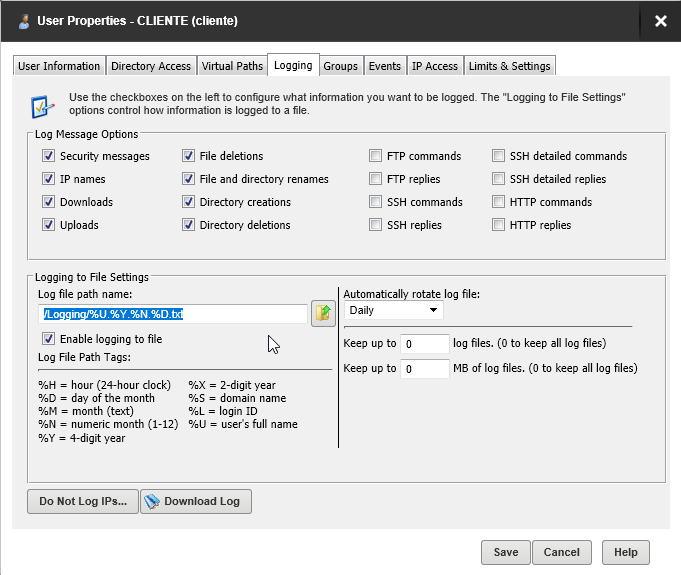 User Properties - CLIENTE (cliente)
User Information Directory Access Virtual Paths Logging Groups Events IP Access Limits & Settings
Use the checkboxes on the left to configure what information you want to be logged. The "Logging to File Settings"
options control how information is logged to a file.
Log Message Options
Security messages File deletions FTP commands SSH detailed commands
IP names File and directory renames FTP replies SSH detailed replies
Downloads Directory creations SSH commands HTTP commands
Uploads Directory deletions SSH replies HTTP replies
Logging to File Settings
Log file path name: Automatically rotate log file:
/Logging/%U.%Y.%N.%D.txt Daily
Enable logging to file Keep up to 0 log files. (0 to keep all log files)
Log File Path Tags: Keep up to 0 MB of log files. (0 to keep all log files)
%H = hour (24-hour clock) %X = 2-digit year
%D = day of the month %S = domain name
%M = month (text) %L = login ID
%N = numeric month (1-12) %U = user's full name
%Y = 4-digit year
Do Not Log IPs... Download Log
Save Cancel Help